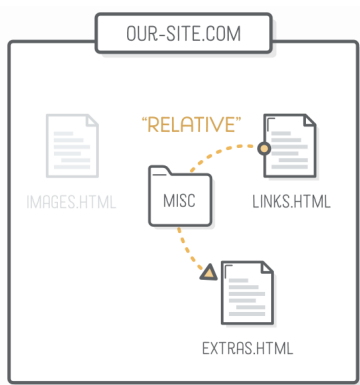 OUR-SITE.COM
"RELATIVE"
IMAGES.HTML
MISC
LINKS.HTML
EXTRAS.HTML